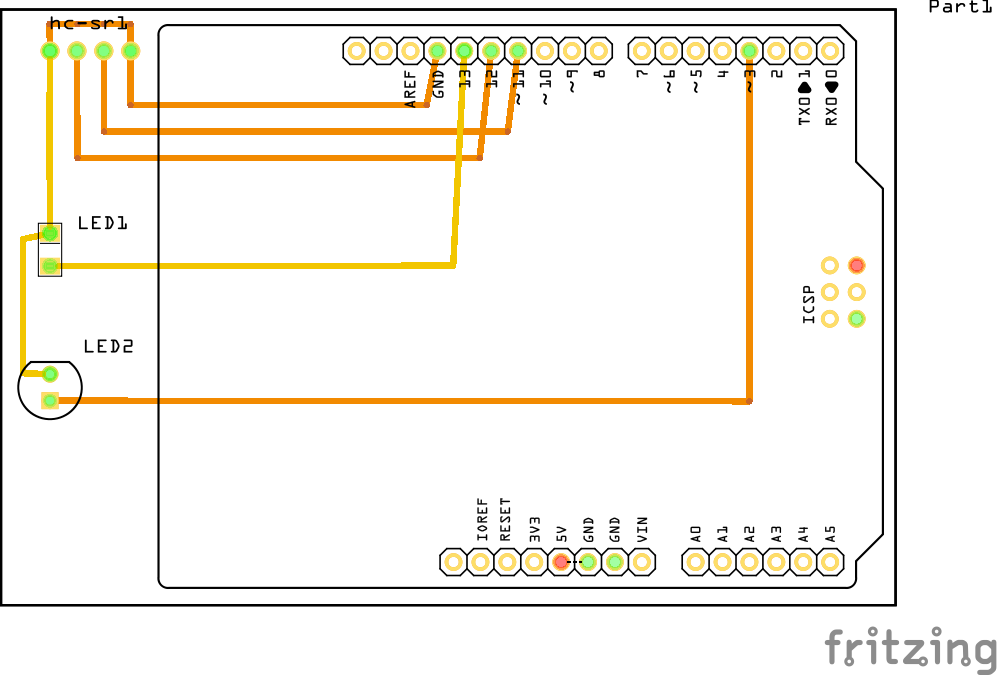 Part1
hc-sr1
AREF
GND
13
12
~11
~10
~9
8
7
~6
~5
4
~3
2
TX0▶1
RX0◀0
LED1
ICSP
LED2
IOREF
RESET
3V3
5V
GND
GND
VIN
A0
A1
A2
A3
A4
A5
fritzing